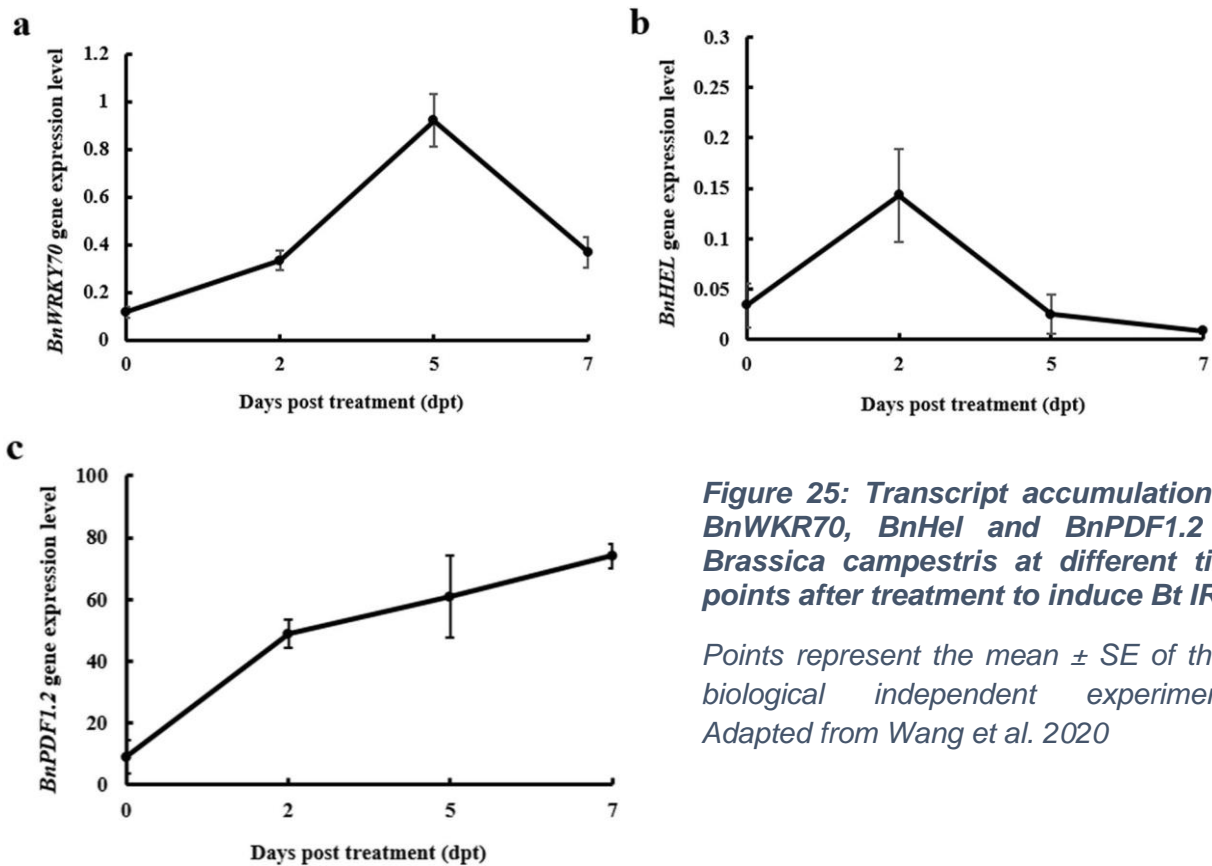 a
BnWRKY70 gene expression level
1.2
1
0.8
0.6
0.4
0.2
0
0 2 5 7
Days post treatment (dpt)
b
BnHEL gene expression level
0.3
0.25
0.2
0.15
0.1
0.05
0
0 2 5 7
Days post treatment (dpt)
c
BnPDF1.2 gene expression level
100
80
60
40
20
0
0 2 5 7
Days post treatment (dpt)
Figure 25: Transcript accumulation
BnWKR70, BnHel and BnPDF1.2
Brassica campestris at different
points after treatment to induce Bt
Points represent the mean ± SE of
biological independent
Adapted from Wang et al. 2020